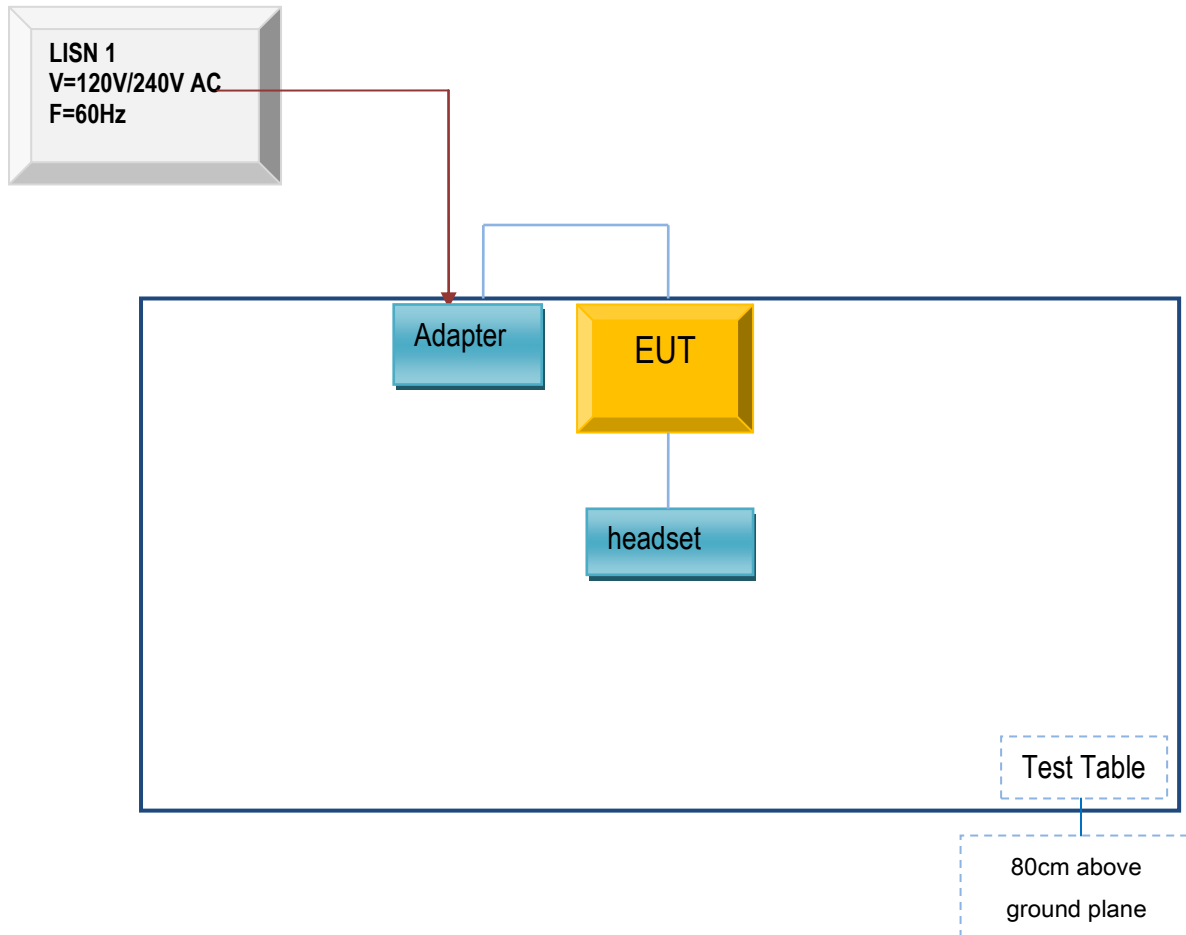 LISN 1
V=120V/240V AC
F=60Hz
Adapter
EUT
headset
Test Table
80cm above
ground plane